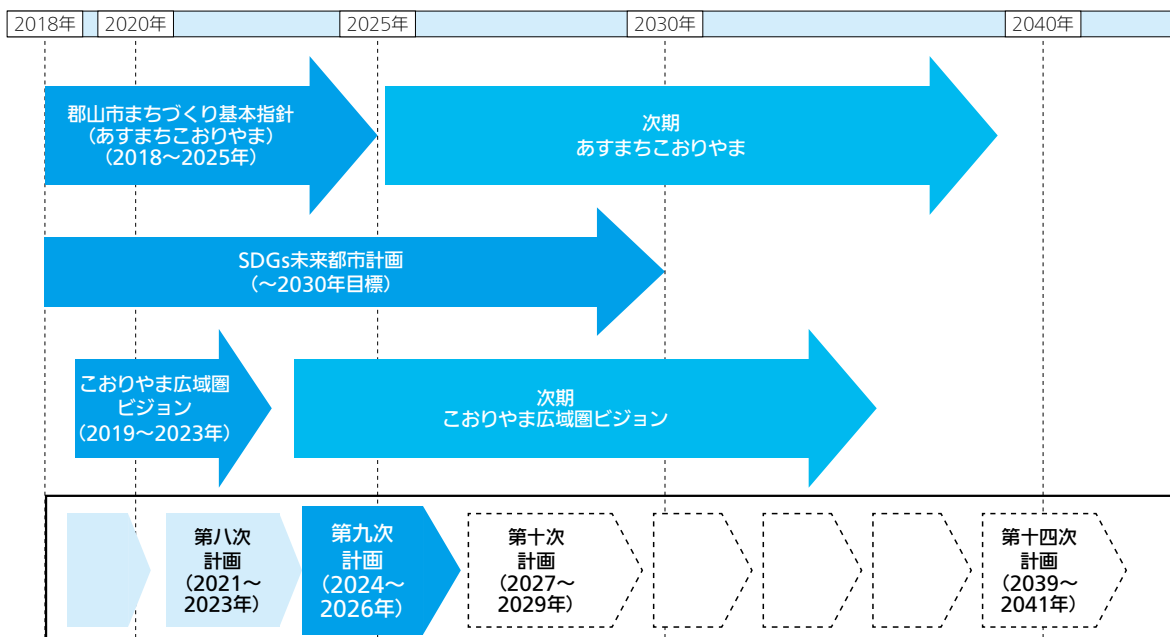 2018年
2020年
2025年
2030年
2040年
郡山市まちづくり基本指針
(あすまちこおりやま)
(2018～2025年)
次期
あすまちこおりやま
SDGs未来都市計画
(～2030年目標)
こおりやま広域圏
ビジョン
(2019～2023年)
次期
こおりやま広域圏ビジョン
第八次
計画
(2021～
2023年)
第九次
計画
(2024～
2026年)
第十次
計画
(2027～
2029年)
第十四次
計画
(2039～
2041年)